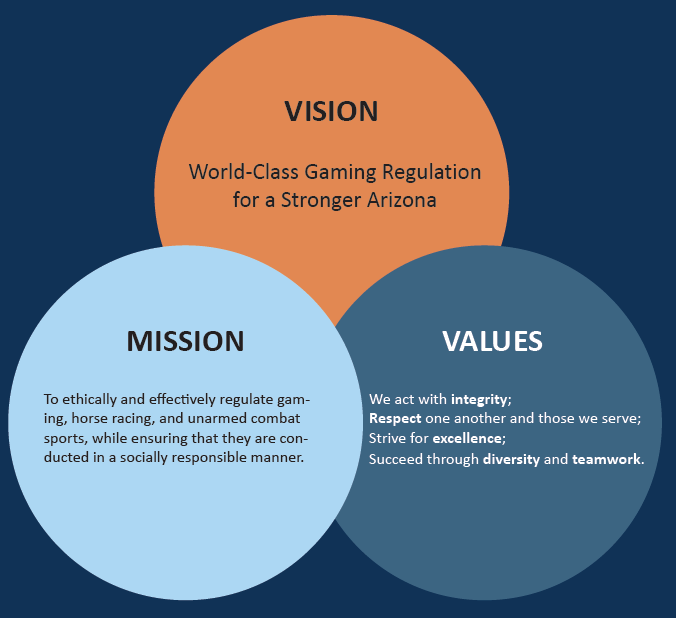 VISION
World-Class Gaming Regulation
for a Stronger Arizona
MISSION
To ethically and effectively regulate gam-
ing, horse racing, and unarmed combat
sports, while ensuring that they are con-
ducted in a socially responsible manner.
VALUES
We act with integrity;
Respect one another and those we serve;
Strive for excellence;
Succeed through diversity and teamwork.